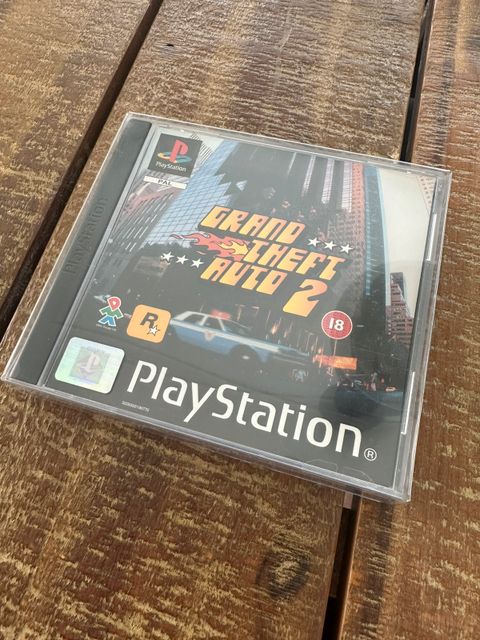 PlayStation
PAL
PlayStation
GRAND
THEFT
AUTO 2
R
18
PlayStation®